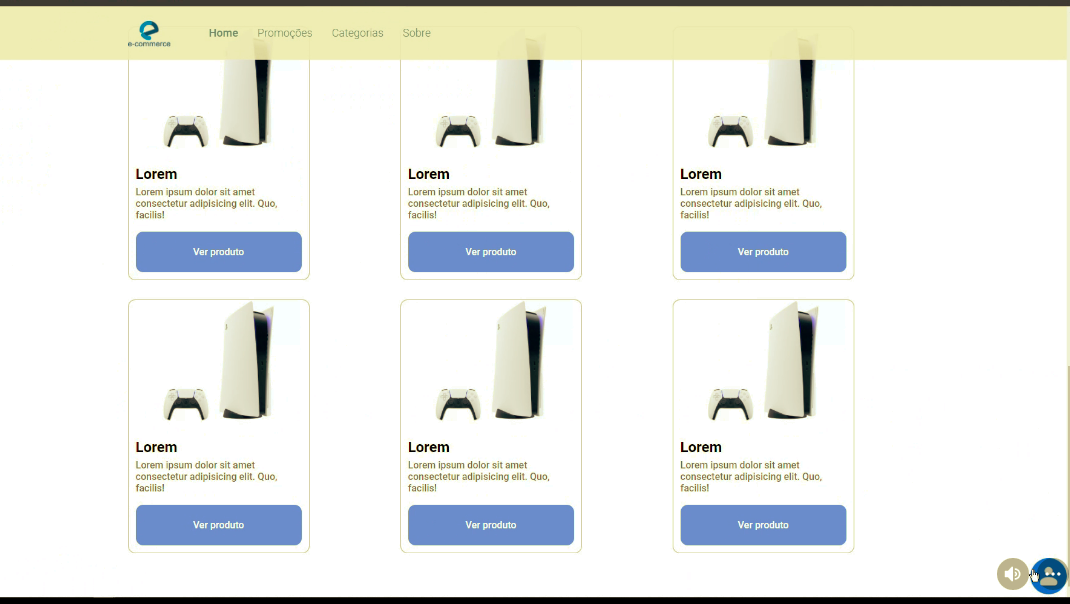 e-commerce
Home Promoções Categorias Sobre
Lorem
Lorem ipsum dolor sit amet
consectetur adipisicing elit. Quo,
facilis!
Ver produto
Lorem
Lorem ipsum dolor sit amet
consectetur adipisicing elit. Quo,
facilis!
Ver produto
Lorem
Lorem ipsum dolor sit amet
consectetur adipisicing elit. Quo,
facilis!
Ver produto
Lorem
Lorem ipsum dolor sit amet
consectetur adipisicing elit. Quo,
facilis!
Ver produto
Lorem
Lorem ipsum dolor sit amet
consectetur adipisicing elit. Quo,
facilis!
Ver produto
Lorem
Lorem ipsum dolor sit amet
consectetur adipisicing elit. Quo,
facilis!
Ver produto